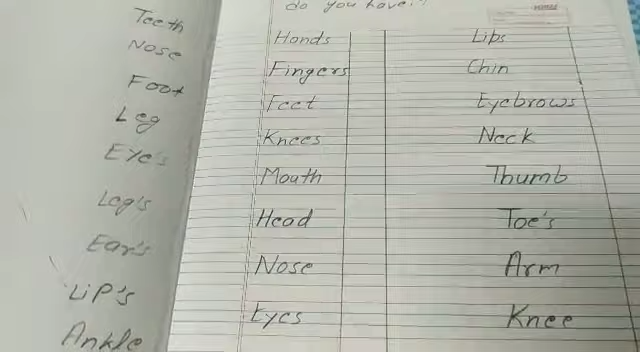 Teeth
Nose
Foot
Leg
Eye's
Leg's
Ear's
LiP's
Ankle
do you have??
Honds
Fingers
Feet
Knees
Mouth
Head
Nose
Eyes
Lips
Chin
Eyebrows
Neck
Thumb
Toe's
Arm
Knee